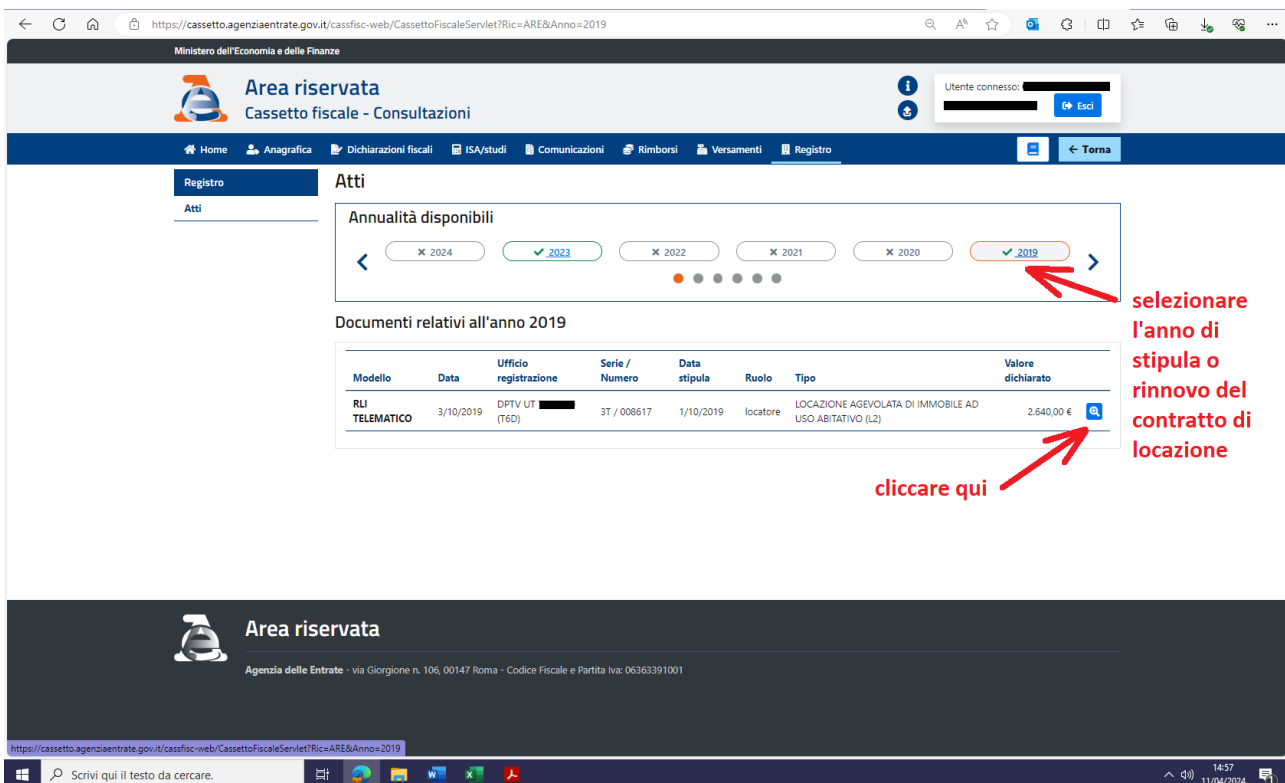 https://cassetto.agenziaentrate.gov.it/cassfisc-web/CassettoFiscaleServlet?Ric=ARE&Anno=2019
Ministero dell'Economia e delle Finanze
Area riservata
Cassetto fiscale - Consultazioni
Utente connesso:
Esci
Home Anagrafica Dichiarazioni fiscali ISA/studi Comunicazioni Rimborsi Versamenti Registro Torna
Registro
Atti
Atti
Annualità disponibili
2024 2023 2022 2021 2020 2019
selezionare
l'anno di
stipula o
rinnovo del
contratto di
locazione
Documenti relativi all'anno 2019
Modello Data Ufficio registrazione Serie / Numero Data stipula Ruolo Tipo Valore dichiarato
RLI TELEMATICO 3/10/2019 DPTV UT (T6D) 3T / 008617 1/10/2019 locatore LOCAZIONE AGEVOLATA DI IMMOBILE AD USO ABITATIVO (L2) 2.640,00 €
cliccare qui
Area riservata
Agenzia delle Entrate - via Giorgione n. 106, 00147 Roma - Codice Fiscale e Partita Iva: 06363391001
https://cassetto.agenziaentrate.gov.it/cassfisc-web/CassettoFiscaleServlet?Ric=ARE&Anno=2019
Scrivi qui il testo da cercare.
14:57
11/04/2024